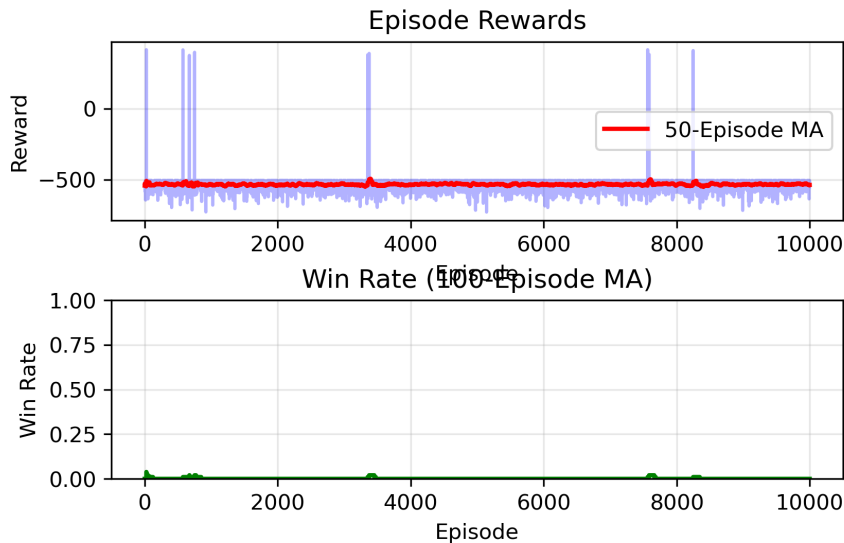 Episode Rewards
Reward
0
−500
50-Episode MA
0 2000 4000 6000 8000 10000
Episode
Win Rate (100-Episode MA)
Win Rate
1.00
0.75
0.50
0.25
0.00
0 2000 4000 6000 8000 10000
Episode